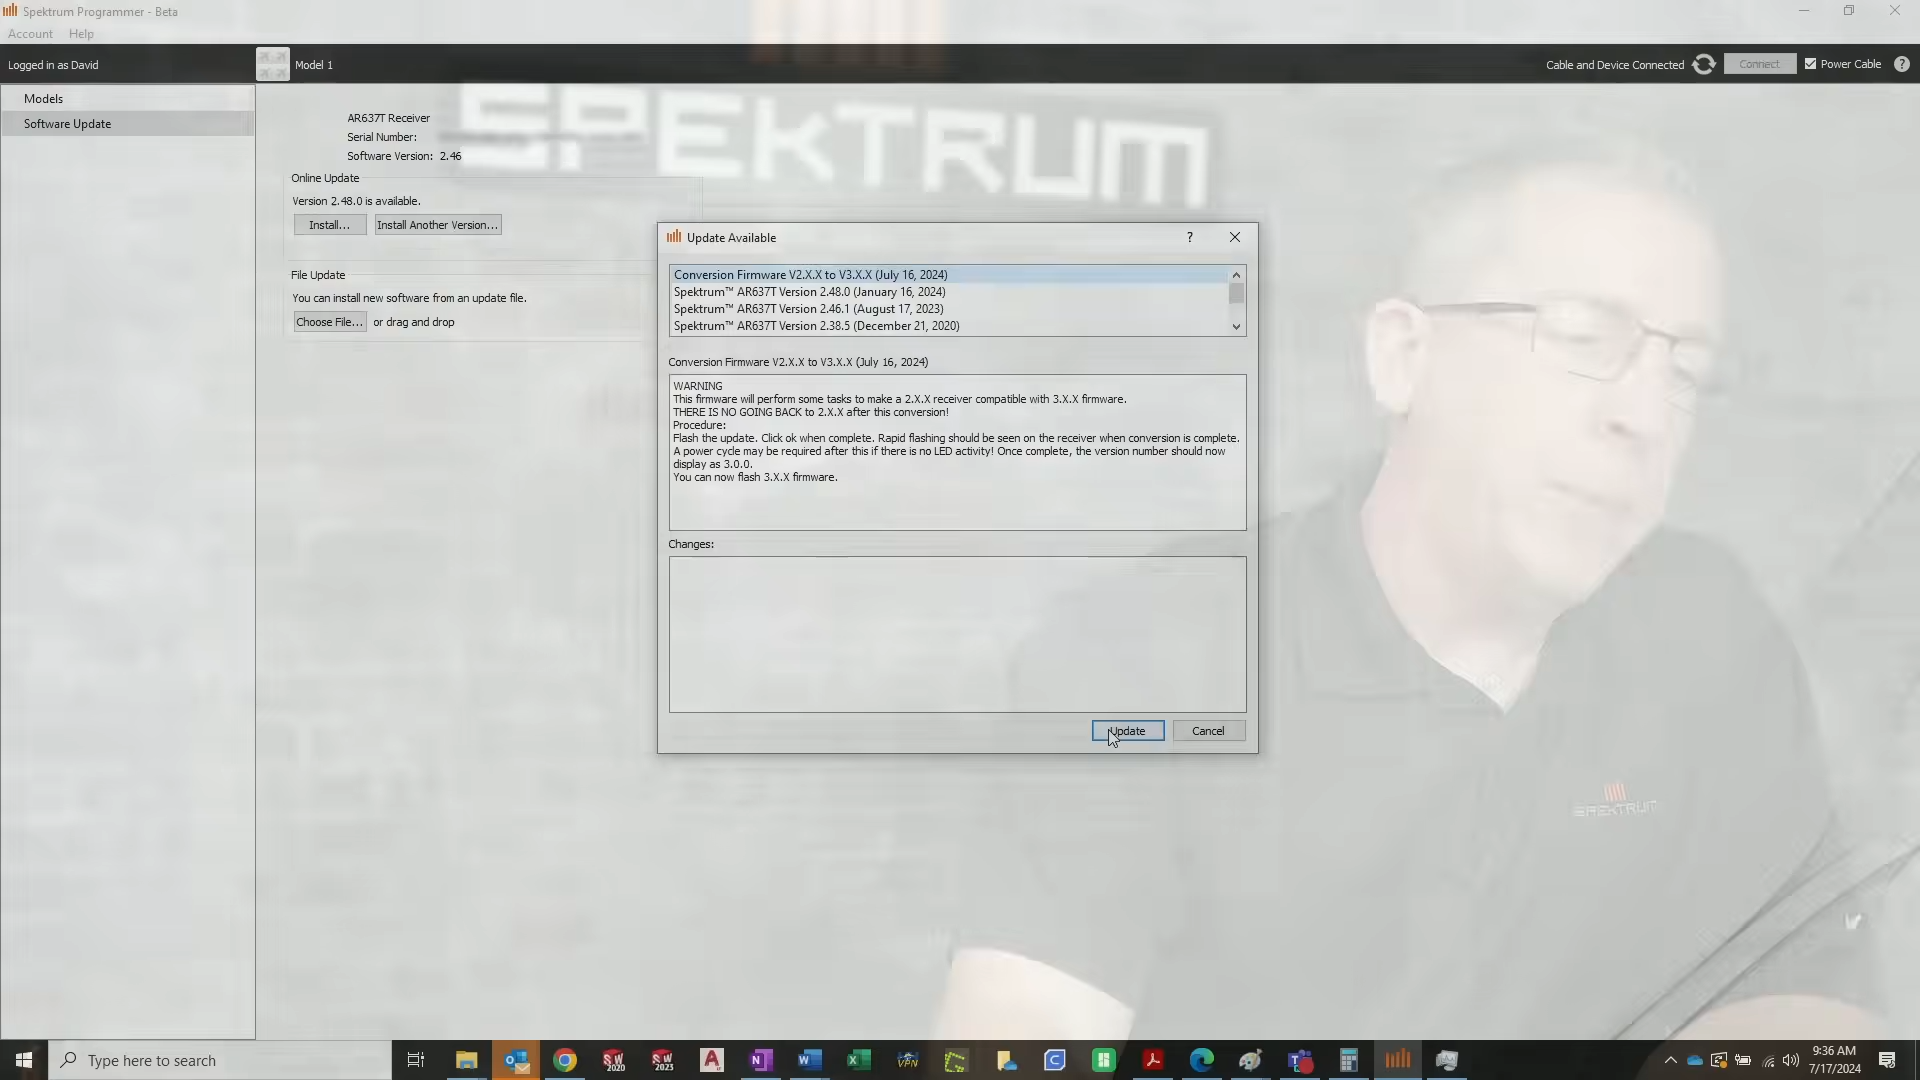 Spektrum Programmer - Beta
Account Help
Logged in as David
Model 1
Cable and Device Connected
Connect
Power Cable
?
Models
Software Update
AR637T Receiver
Serial Number:
Software Version: 2.46
Online Update
Version 2.48.0 is available.
Install...
Install Another Version...
File Update
You can install new software from an update file.
Choose File...
or drag and drop
SPEKTRUM
Update Available
?
Conversion Firmware V2.X.X to V3.X.X (July 16, 2024)
Spektrum™ AR637T Version 2.48.0 (January 16, 2024)
Spektrum™ AR637T Version 2.46.1 (August 17, 2023)
Spektrum™ AR637T Version 2.38.5 (December 21, 2020)
Conversion Firmware V2.X.X to V3.X.X (July 16, 2024)
WARNING
This firmware will perform some tasks to make a 2.X.X receiver compatible with 3.X.X firmware.
THERE IS NO GOING BACK to 2.X.X after this conversion!
Procedure:
Flash the update. Click ok when complete. Rapid flashing should be seen on the receiver when conversion is complete.
A power cycle may be required after this if there is no LED activity! Once complete, the version number should now
display as 3.0.0.
You can now flash 3.X.X firmware.
Changes:
Update
Cancel
SPEKTRUM
Type here to search
SW 2020
SW 2023
VPN
9:36 AM
7/17/2024